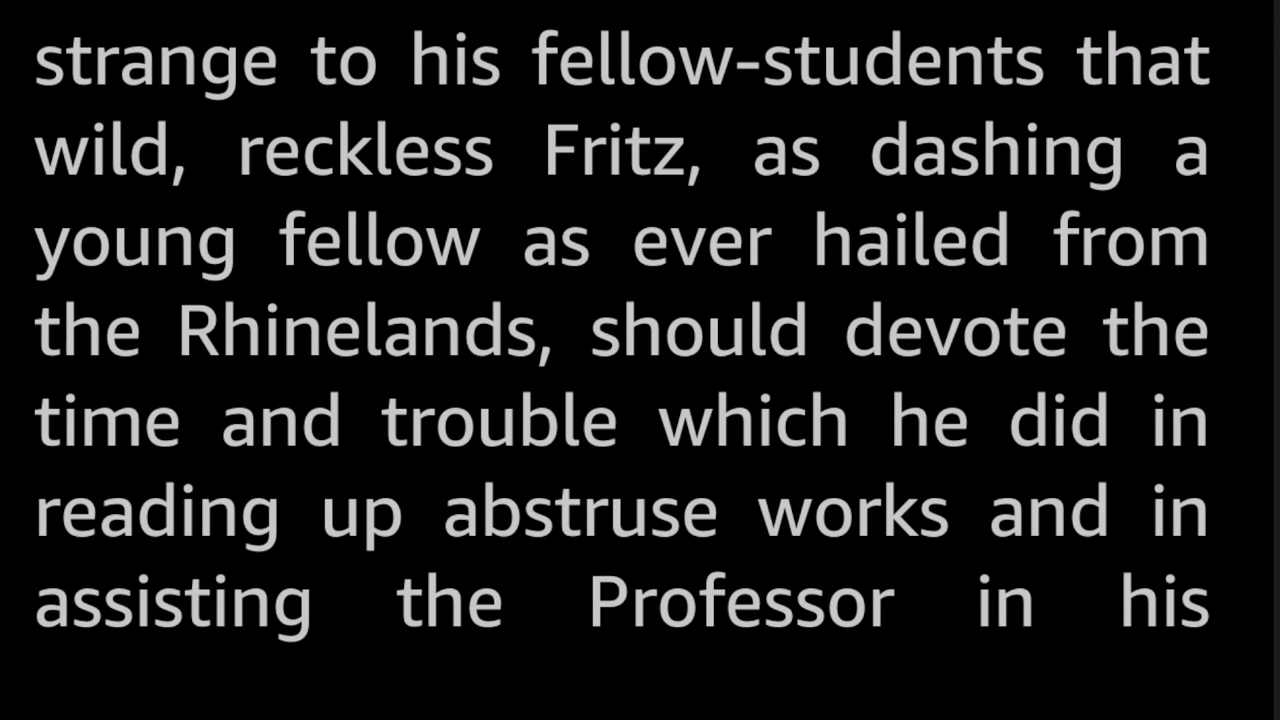 strange to his fellow-students that
wild, reckless Fritz, as dashing a
young fellow as ever hailed from
the Rhinelands, should devote the
time and trouble which he did in
reading up abstruse works and in
assisting the Professor in his